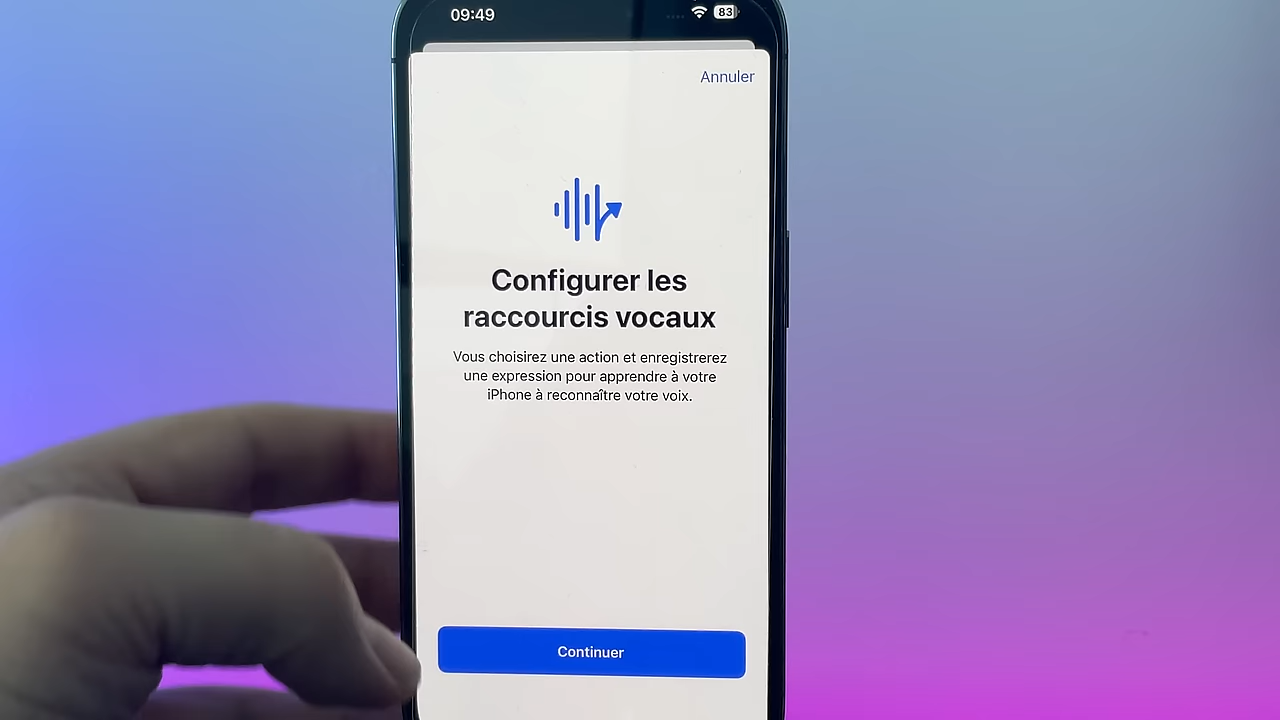 09:49
83
Annuler
Configurer les
raccourcis vocaux
Vous choisirez une action et enregistrerez
une expression pour apprendre à votre
iPhone à reconnaître votre voix.
Continuer